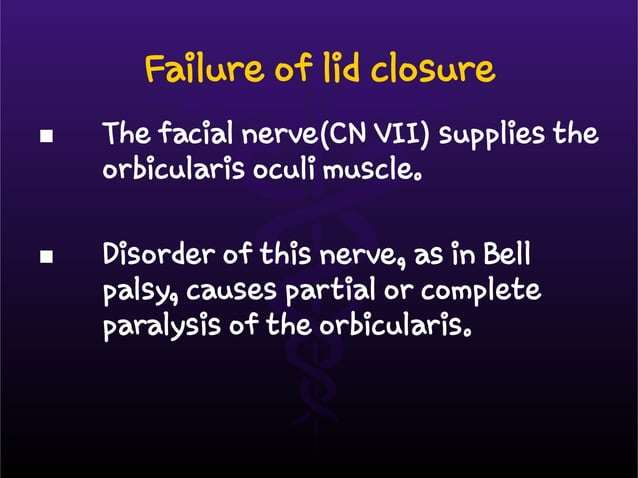 Failure of lid closure
■ The facial nerve(CN VII) supplies the
orbicularis oculi muscle.
■ Disorder of this nerve, as in Bell
palsy, causes partial or complete
paralysis of the orbicularis.